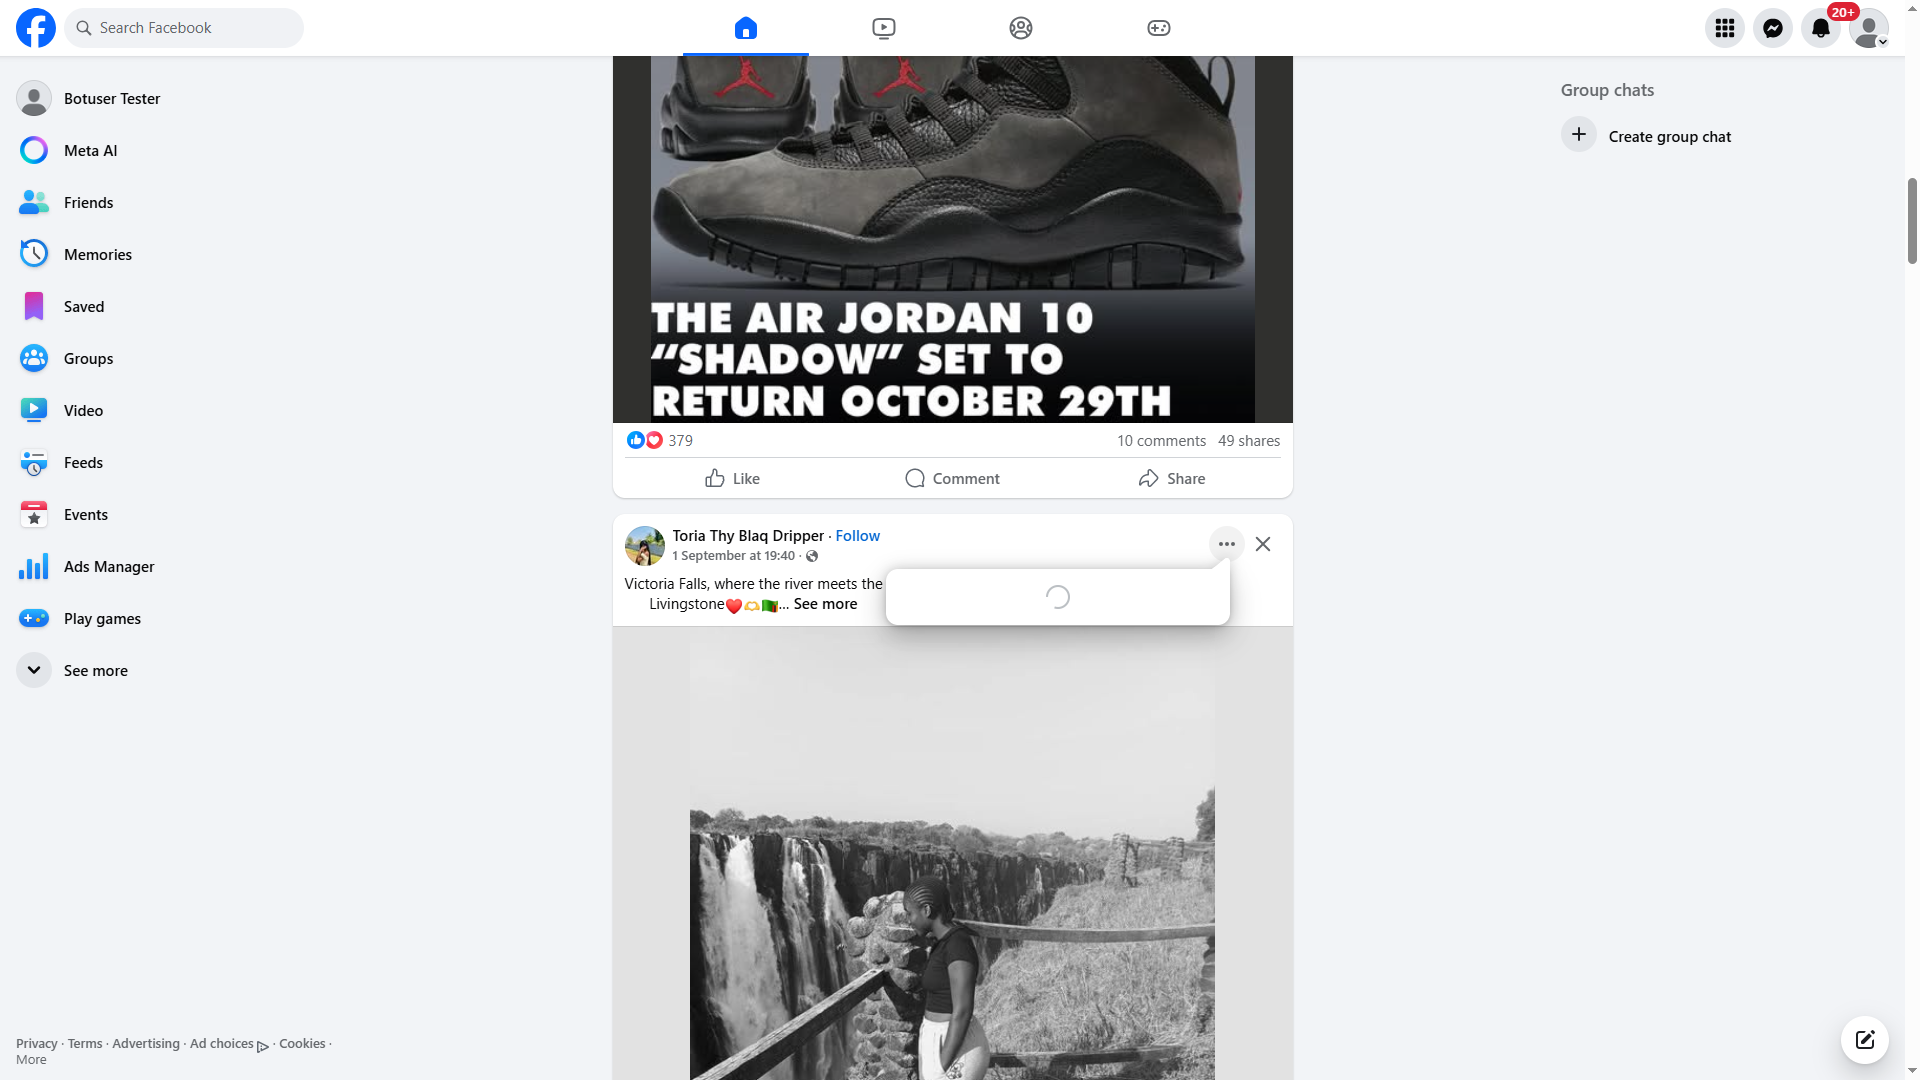 Search Facebook
20+
Botuser Tester
Meta AI
Friends
Memories
Saved
Groups
Video
Feeds
Events
Ads Manager
Play games
See more
Privacy · Terms · Advertising · Ad choices · Cookies ·
More
THE AIR JORDAN 10
“SHADOW” SET TO
RETURN OCTOBER 29TH
379
10 comments 49 shares
Like
Comment
Share
Toria Thy Blaq Dripper · Follow
1 September at 19:40 ·
Victoria Falls, where the river meets the
Livingstone❤️🫶🇿🇲... See more
Group chats
Create group chat